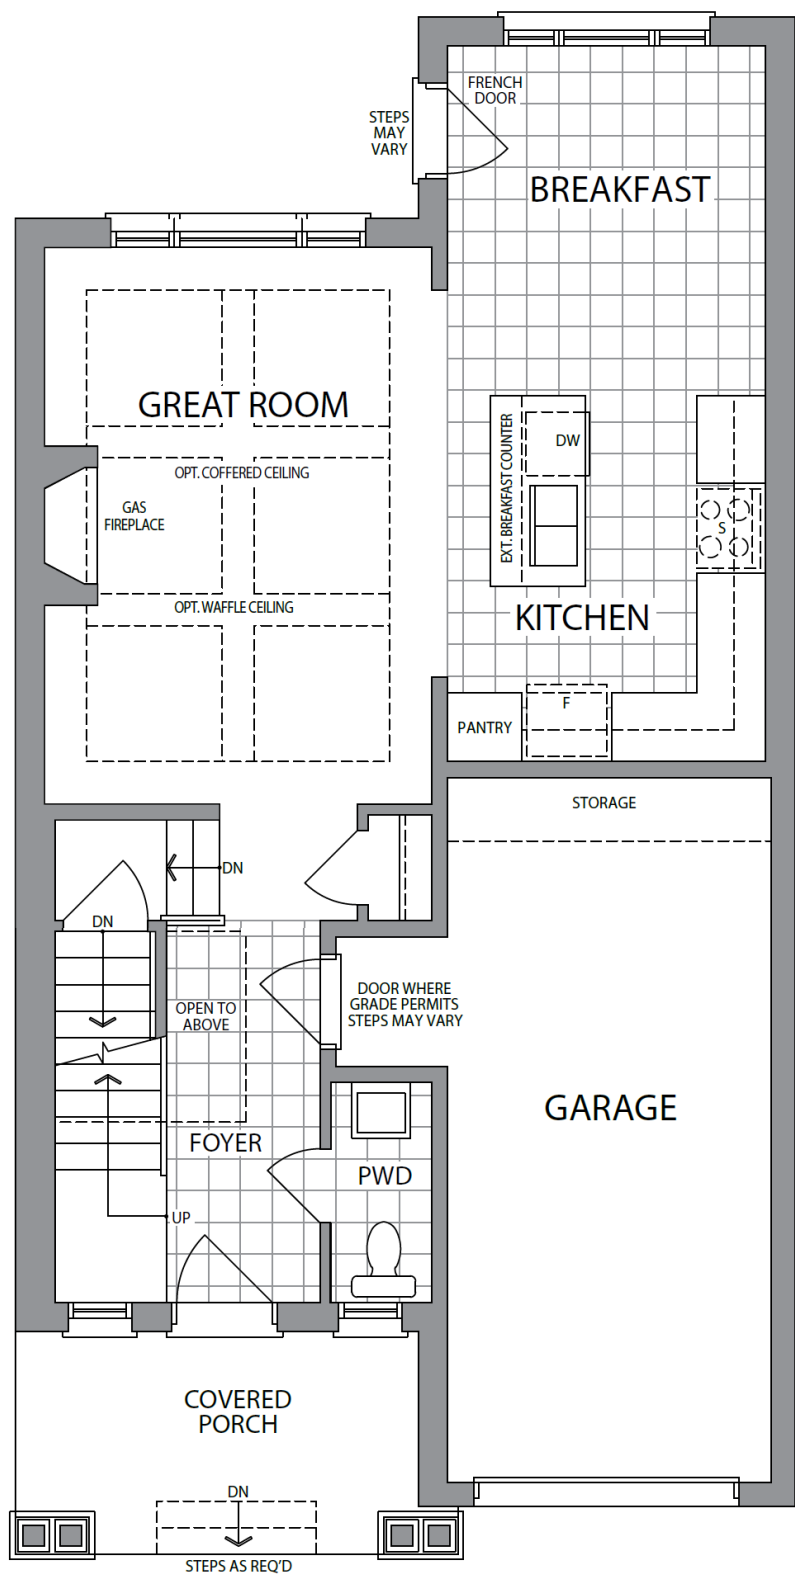 FRENCH
DOOR
STEPS
MAY
VARY
BREAKFAST
GREAT ROOM
EXT. BREAKFAST COUNTER
DW
OPT. COFFERED CEILING
GAS
FIREPLACE
S
OPT. WAFFLE CEILING
KITCHEN
F
PANTRY
STORAGE
DN
DN
DOOR WHERE
GRADE PERMITS
STEPS MAY VARY
OPEN TO
ABOVE
GARAGE
FOYER
PWD
UP
COVERED
PORCH
DN
STEPS AS REQ'D